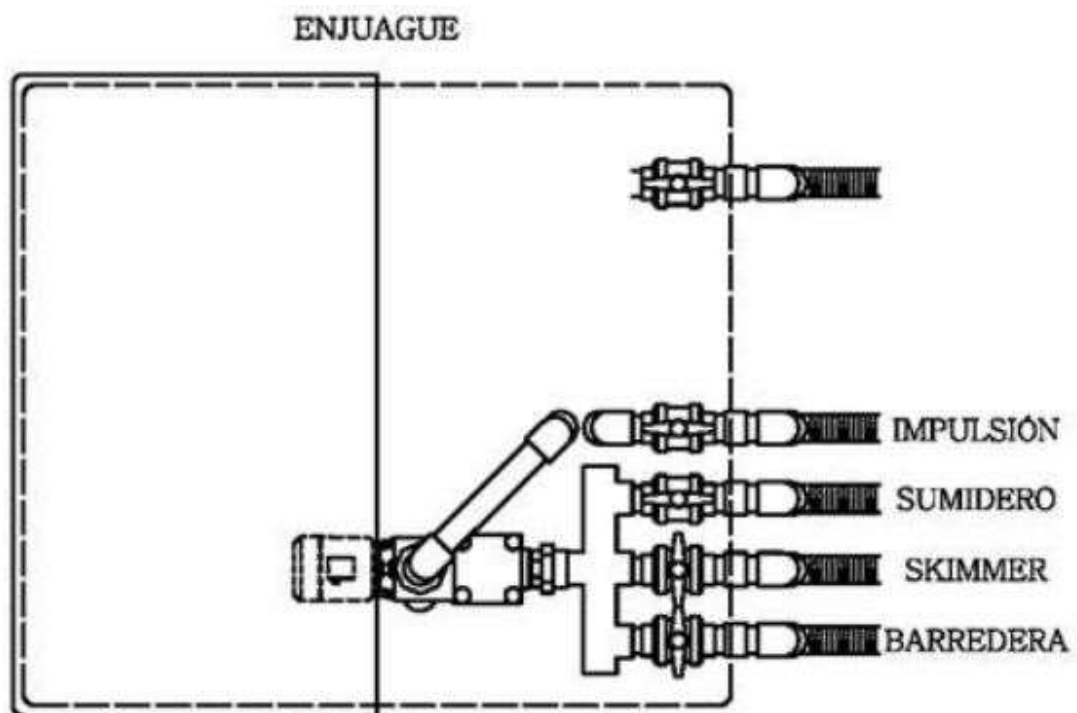 ENJUAGUE
IMPULSIÓN
SUMIDERO
SKIMMER
BARREDERA